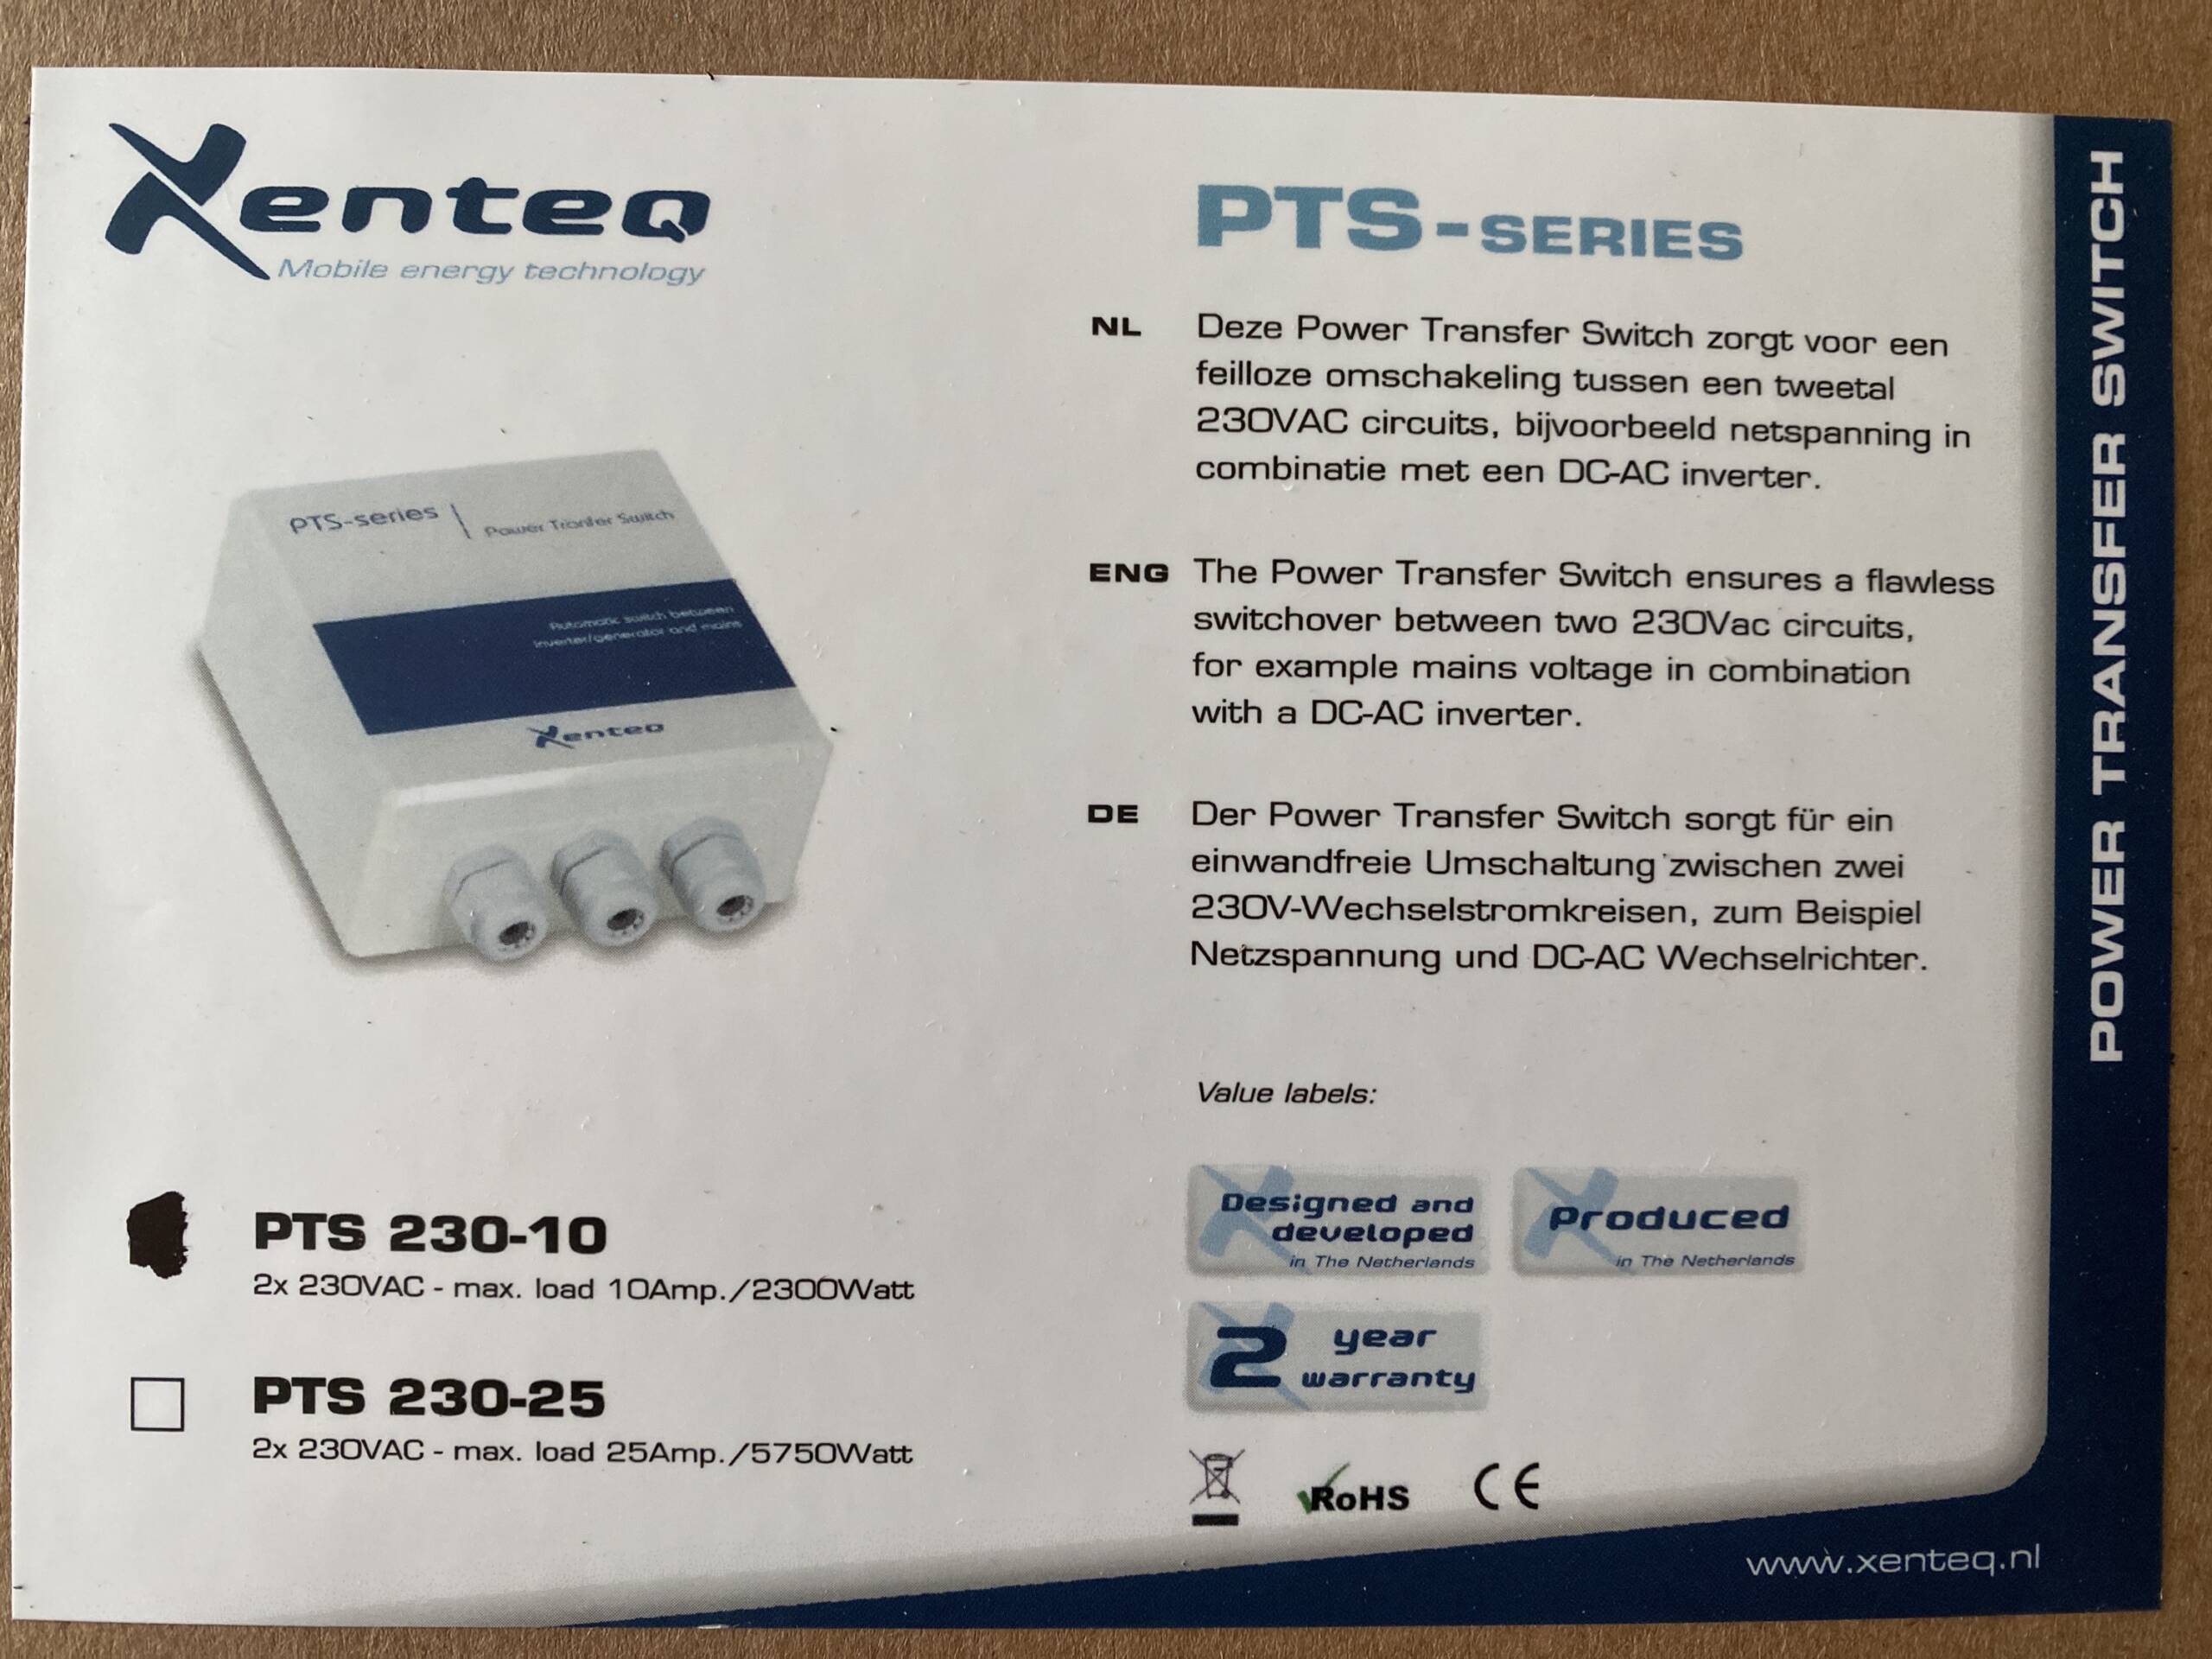 Xenteq
Mobile energy technology
PTS-series | Power Tranfer Switch
Automatic switch between
inverter/generator and mains
Xenteq
PTS 230-10
2x 230VAC - max. load 10Amp./2300Watt
PTS 230-25
2x 230VAC - max. load 25Amp./5750Watt
PTS-SERIES
NL Deze Power Transfer Switch zorgt voor een
feilloze omschakeling tussen een tweetal
230VAC circuits, bijvoorbeeld netspanning in
combinatie met een DC-AC inverter.
ENG The Power Transfer Switch ensures a flawless
switchover between two 230Vac circuits,
for example mains voltage in combination
with a DC-AC inverter.
DE Der Power Transfer Switch sorgt für ein
einwandfreie Umschaltung zwischen zwei
230V-Wechselstromkreisen, zum Beispiel
Netzspannung und DC-AC Wechselrichter.
Value labels:
Designed and
developed
in The Netherlands
Produced
in The Netherlands
2 year
warranty
RoHS CE
www.xenteq.nl
POWER TRANSFER SWITCH